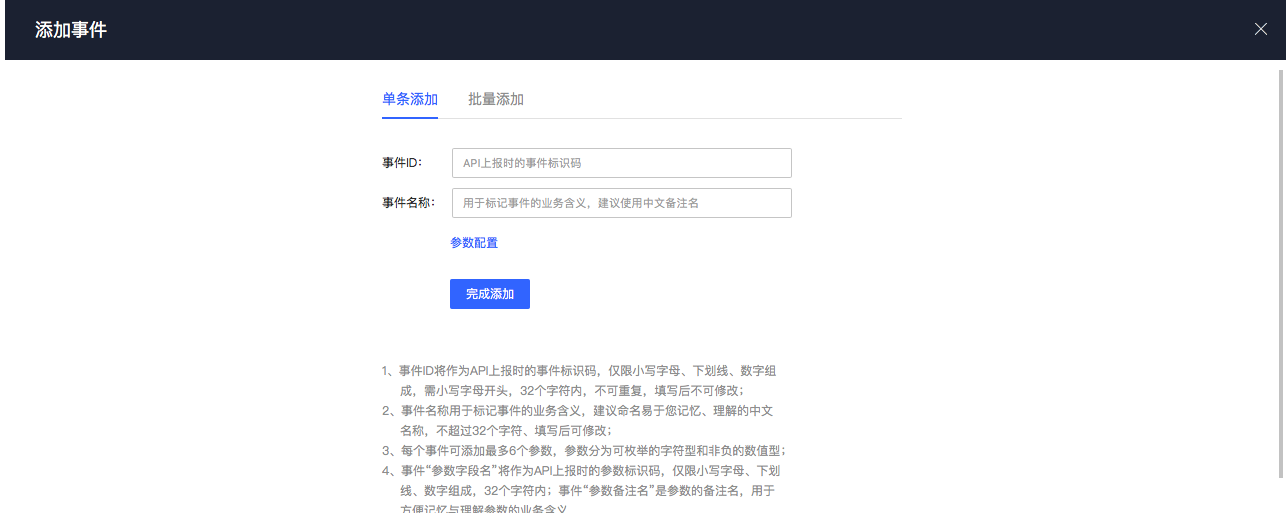 添加事件
单条添加 批量添加
事件ID： API上报时的事件标识码
事件名称： 用于标记事件的业务含义，建议使用中文备注名
参数配置
完成添加
1、事件ID将作为API上报时的事件标识码，仅限小写字母、下划线、数字组
成，需小写字母开头，32个字符内，不可重复，填写后不可修改；
2、事件名称用于标记事件的业务含义，建议命名易于您记忆、理解的中文
名称，不超过32个字符、填写后可修改；
3、每个事件可添加最多6个参数，参数分为可枚举的字符型和非负的数值型；
4、事件“参数字段名”将作为API上报时的参数标识码，仅限小写字母、下划
线、数字组成，32个字符内；事件“参数备注名”是参数的备注名，用于
方便记忆与理解参数的业务含义